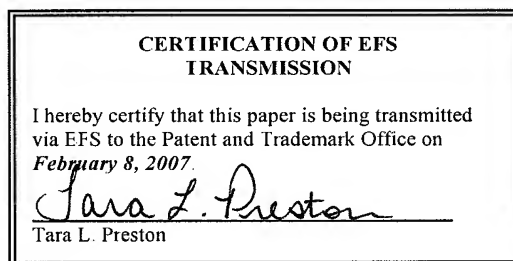 CERTIFICATION OF EFS
TRANSMISSION
I hereby certify that this paper is being transmitted
via EFS to the Patent and Trademark Office on
February 8, 2007.
Tara L. Preston
Tara L. Preston